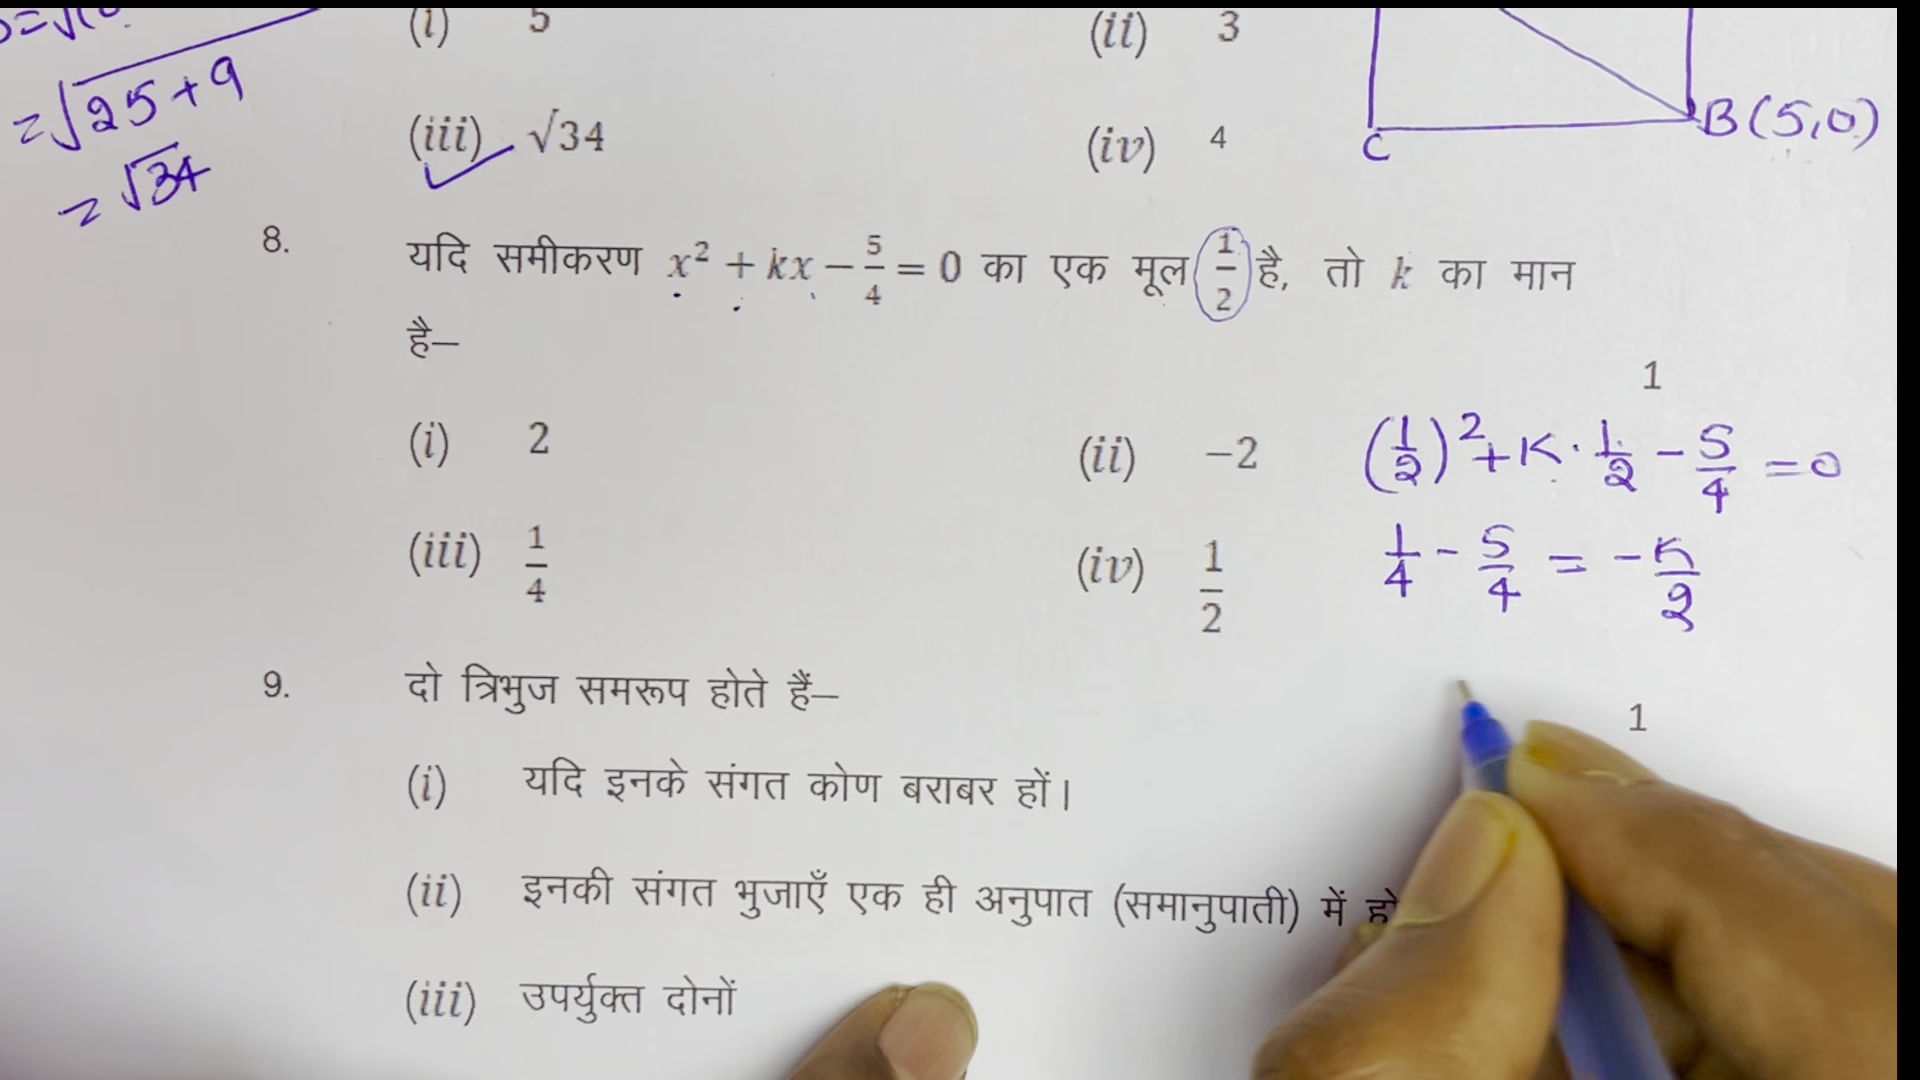 (i) 5 (ii) 3
=√25+9
(iii) √34 (iv) 4 B(5,0)
C
=√34
8. यदि समीकरण x² + kx − 5/4 = 0 का एक मूल 1/2 है, तो k का मान
है–
1
(i) 2 (ii) −2 (1/2)²+K·1/2−5/4=0
(iii) 1/4 (iv) 1/2 1/4−5/4=−K/2
9. दो त्रिभुज समरूप होते हैं– 1
(i) यदि इनके संगत कोण बराबर हों।
(ii) इनकी संगत भुजाएँ एक ही अनुपात (समानुपाती) में
(iii) उपर्युक्त दोनों